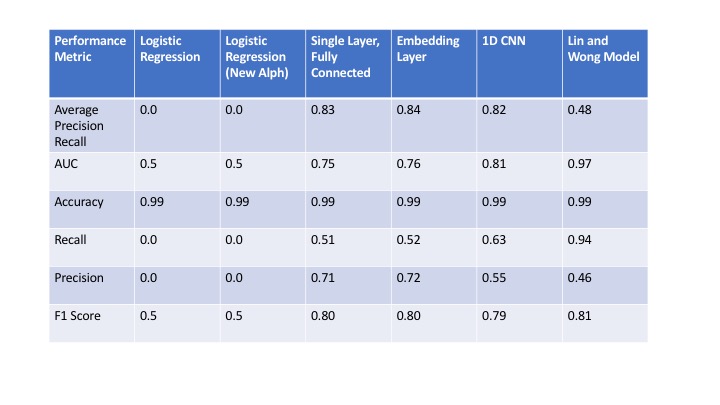 Performance Metric | Logistic Regression | Logistic Regression (New Alph) | Single Layer, Fully Connected | Embedding Layer | 1D CNN | Lin and Wong Model
Average Precision Recall | 0.0 | 0.0 | 0.83 | 0.84 | 0.82 | 0.48
AUC | 0.5 | 0.5 | 0.75 | 0.76 | 0.81 | 0.97
Accuracy | 0.99 | 0.99 | 0.99 | 0.99 | 0.99 | 0.99
Recall | 0.0 | 0.0 | 0.51 | 0.52 | 0.63 | 0.94
Precision | 0.0 | 0.0 | 0.71 | 0.72 | 0.55 | 0.46
F1 Score | 0.5 | 0.5 | 0.80 | 0.80 | 0.79 | 0.81